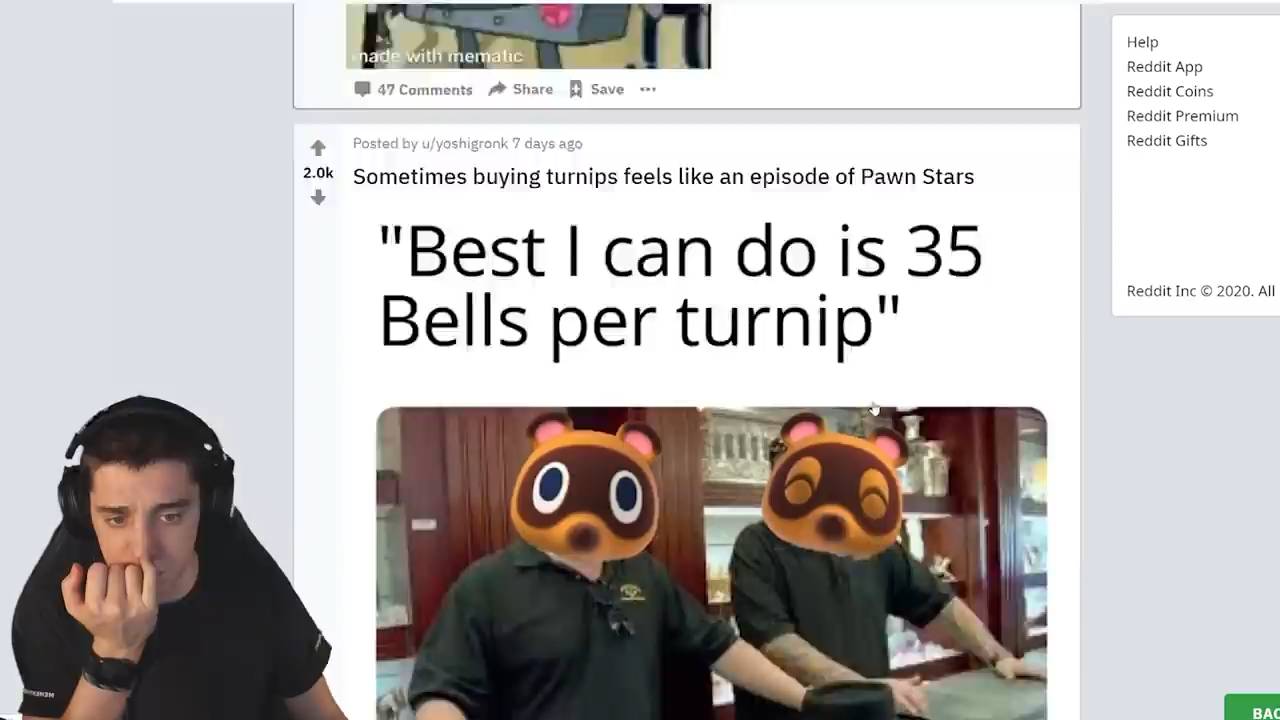 made with mematic
47 Comments
Share
Save
Help
Reddit App
Reddit Coins
Reddit Premium
Reddit Gifts
Reddit Inc © 2020. All
Posted by u/yoshigronk 7 days ago
2.0k
Sometimes buying turnips feels like an episode of Pawn Stars
"Best I can do is 35
Bells per turnip"
BAC